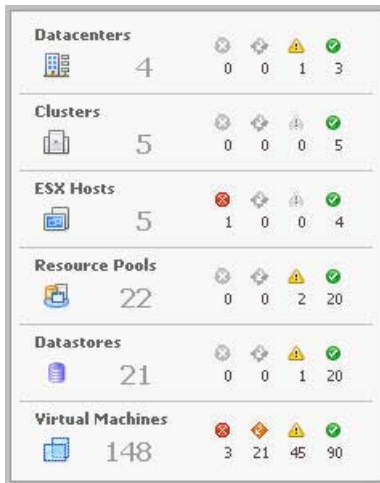 Datacenters
4 0 0 1 3
Clusters
5 0 0 0 5
ESX Hosts
5 1 0 0 4
Resource Pools
22 0 0 2 20
Datastores
21 0 0 1 20
Virtual Machines
148 3 21 45 90